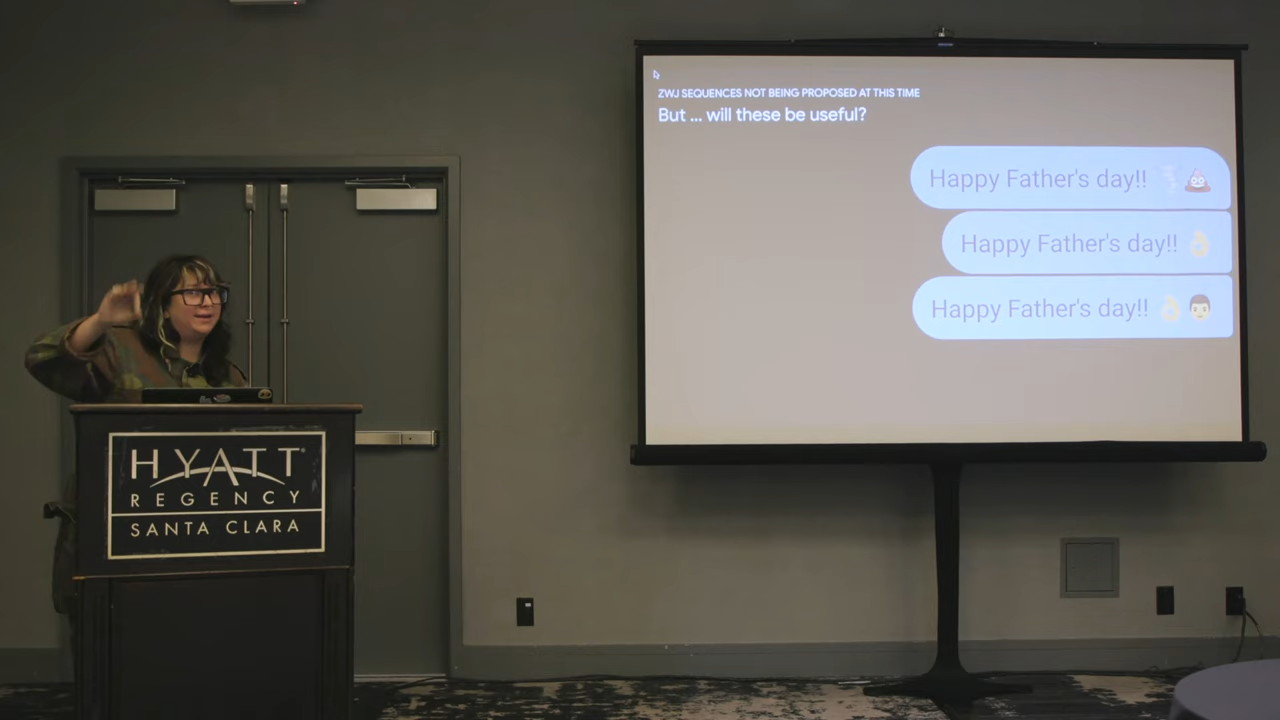 ZWJ SEQUENCES NOT BEING PROPOSED AT THIS TIME
But ... will these be useful?
Happy Father's day!! 💩
Happy Father's day!! 👌
Happy Father's day!! 👌👨
HYATT
REGENCY
SANTA CLARA